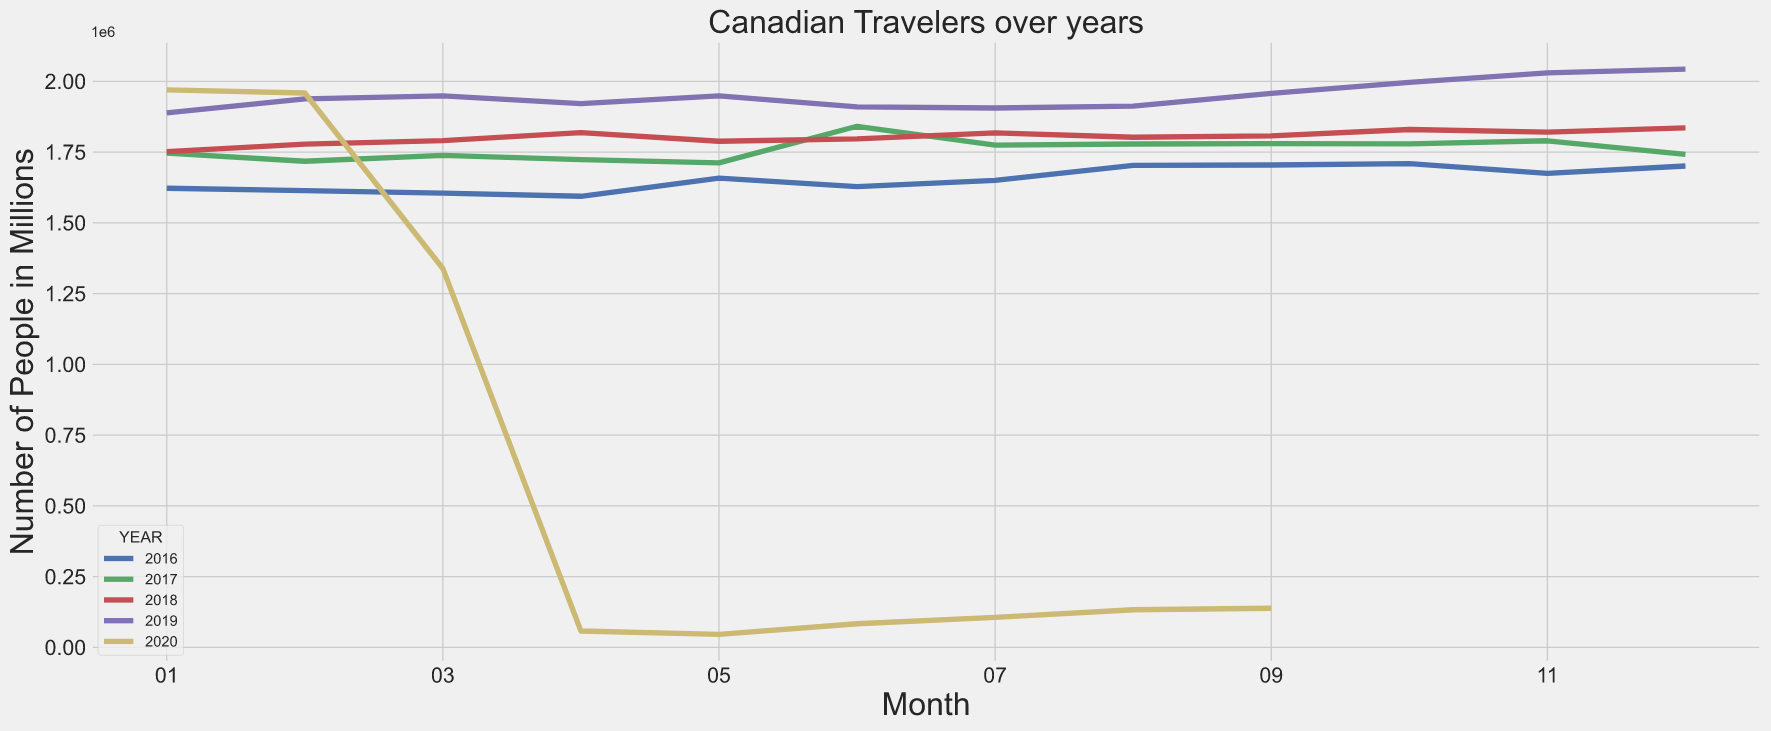 Canadian Travelers over years
1e6
2.00
1.75
1.50
1.25
1.00
0.75
0.50
0.25
0.00
Number of People in Millions
YEAR
2016
2017
2018
2019
2020
01 03 05 07 09 11
Month